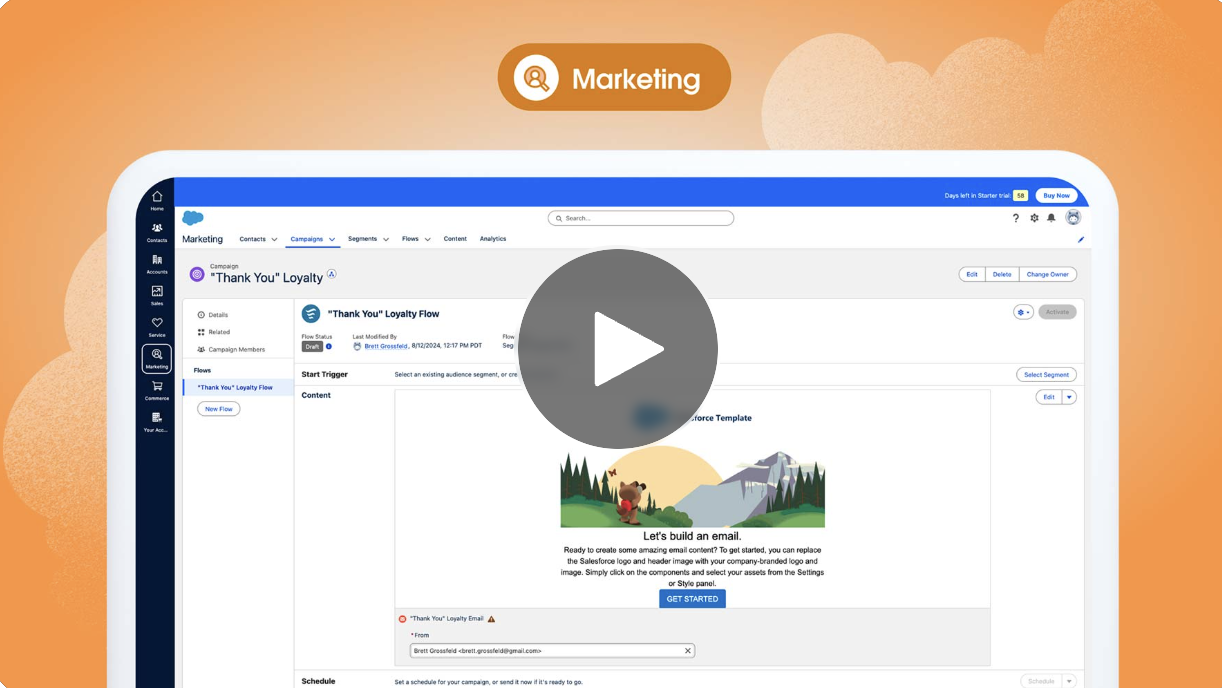 Marketing
Days left in Starter trial: 58 Buy Now
Search...
Home
Contacts
Accounts
Sales
Service
Marketing
Commerce
Your Acc...
Marketing Contacts Campaigns Segments Flows Content Analytics
Campaign
"Thank You" Loyalty
Edit Delete Change Owner
Details
Related
Campaign Members
Flows
"Thank You" Loyalty Flow
New Flow
"Thank You" Loyalty Flow
Activate
Flow Status Last Modified By Flow
Draft Brett Grossfeld, 8/12/2024, 12:17 PM PDT
Start Trigger Select an existing audience segment, or
Select Segment
Content
Edit
Template
Let's build an email.
Ready to create some amazing email content? To get started, you can replace
the Salesforce logo and header image with your company-branded logo and
image. Simply click on the components and select your assets from the Settings
or Style panel.
GET STARTED
"Thank You" Loyalty Email
*From
Brett Grossfeld <brett.grossfeld@gmail.com>
Schedule Set a schedule for your campaign, or send it now if it's ready to go.
Schedule